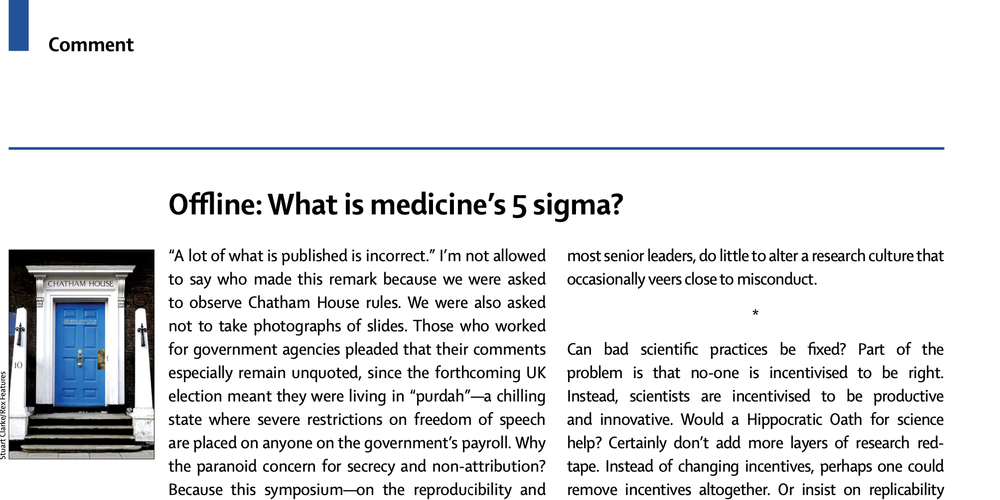 Comment
Offline: What is medicine’s 5 sigma?
CHATHAM HOUSE
THE ROYAL INSTITUTE OF
INTERNATIONAL AFFAIRS
10
Stuart Clarke/Rex Features
“A lot of what is published is incorrect.” I’m not allowed
to say who made this remark because we were asked
to observe Chatham House rules. We were also asked
not to take photographs of slides. Those who worked
for government agencies pleaded that their comments
especially remain unquoted, since the forthcoming UK
election meant they were living in “purdah”—a chilling
state where severe restrictions on freedom of speech
are placed on anyone on the government’s payroll. Why
the paranoid concern for secrecy and non-attribution?
Because this symposium—on the reproducibility and
most senior leaders, do little to alter a research culture that
occasionally veers close to misconduct.
*
Can bad scientific practices be fixed? Part of the
problem is that no-one is incentivised to be right.
Instead, scientists are incentivised to be productive
and innovative. Would a Hippocratic Oath for science
help? Certainly don’t add more layers of research red-
tape. Instead of changing incentives, perhaps one could
remove incentives altogether. Or insist on replicability